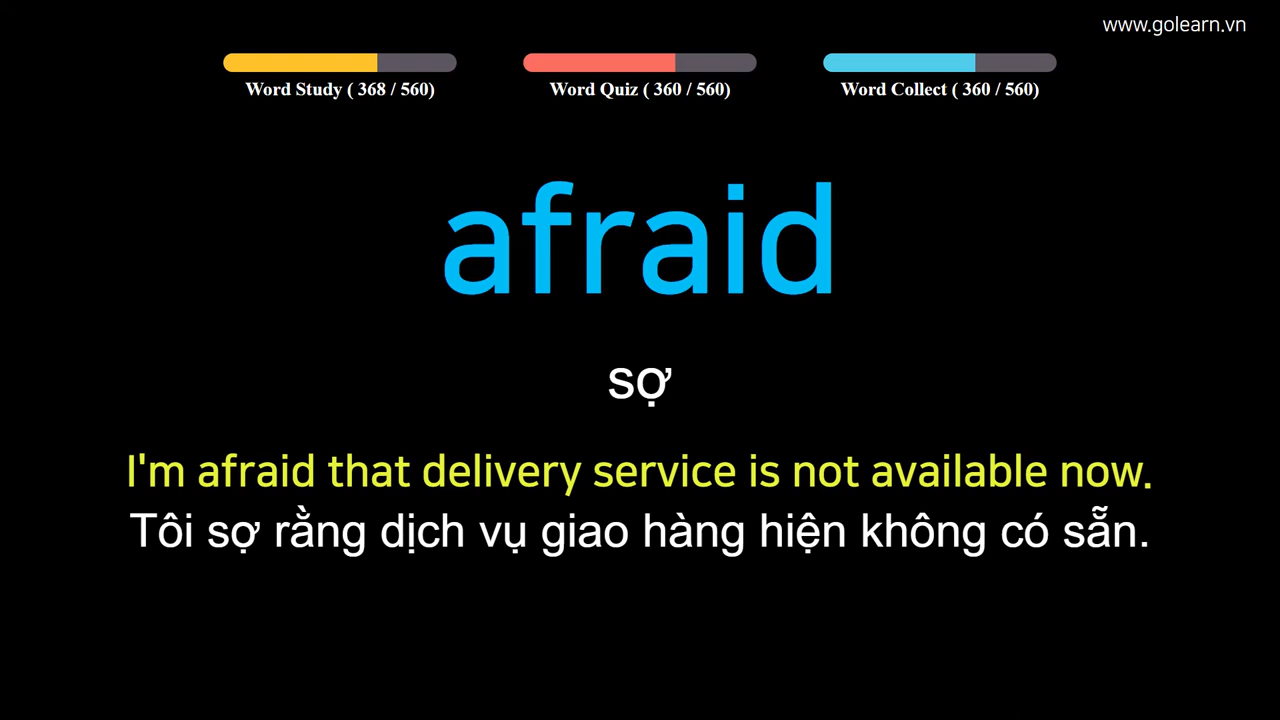 www.golearn.vn
Word Study ( 368 / 560)
Word Quiz ( 360 / 560)
Word Collect ( 360 / 560)
afraid
sợ
I'm afraid that delivery service is not available now.
Tôi sợ rằng dịch vụ giao hàng hiện không có sẵn.